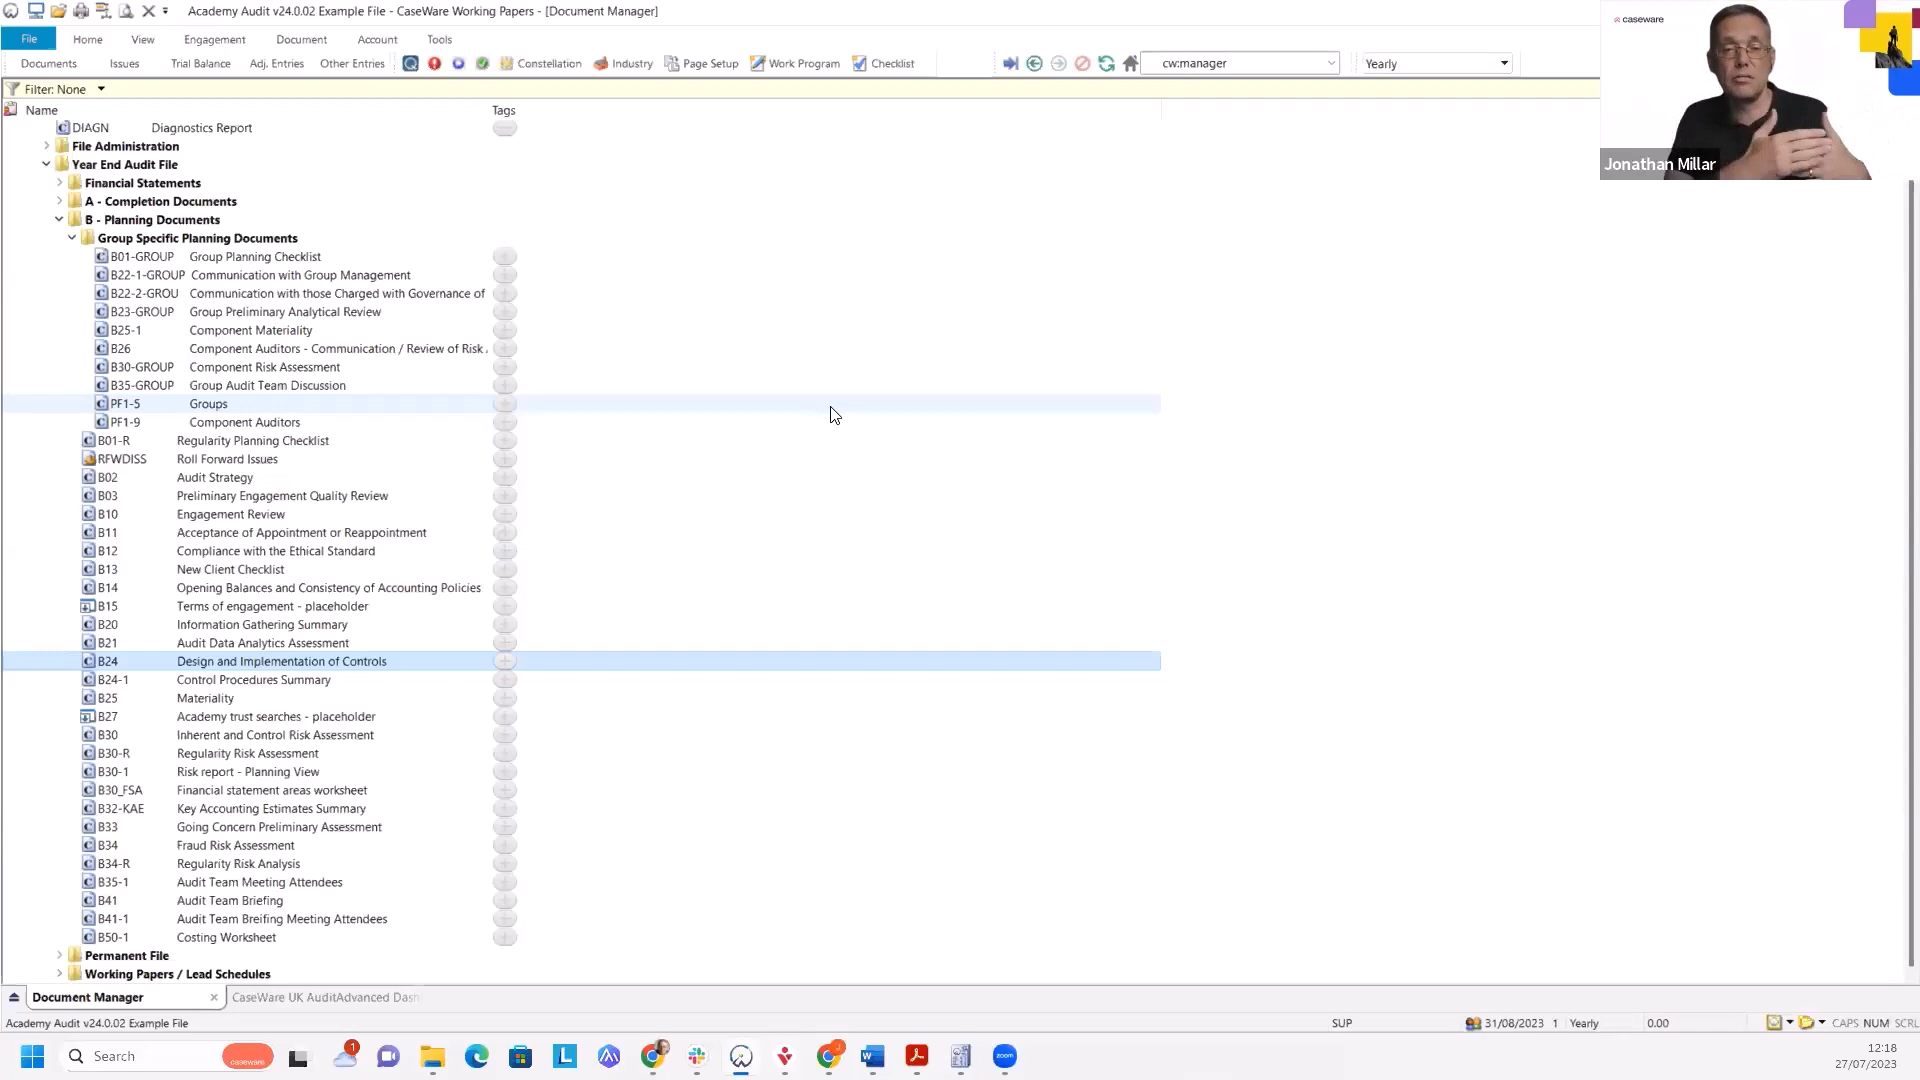 Academy Audit v24.0.02 Example File - CaseWare Working Papers - [Document Manager]
File Home View Engagement Document Account Tools
Documents Issues Trial Balance Adj. Entries Other Entries Constellation Industry Page Setup Work Program Checklist cw:manager Yearly
Filter: None
Name Tags
DIAGN Diagnostics Report
File Administration
Year End Audit File
Financial Statements
A - Completion Documents
B - Planning Documents
Group Specific Planning Documents
B01-GROUP Group Planning Checklist
B22-1-GROUP Communication with Group Management
B22-2-GROU Communication with those Charged with Governance of
B23-GROUP Group Preliminary Analytical Review
B25-1 Component Materiality
B26 Component Auditors - Communication / Review of Risk
B30-GROUP Component Risk Assessment
B35-GROUP Group Audit Team Discussion
PF1-5 Groups
PF1-9 Component Auditors
B01-R Regularity Planning Checklist
RFWDISS Roll Forward Issues
B02 Audit Strategy
B03 Preliminary Engagement Quality Review
B10 Engagement Review
B11 Acceptance of Appointment or Reappointment
B12 Compliance with the Ethical Standard
B13 New Client Checklist
B14 Opening Balances and Consistency of Accounting Policies
B15 Terms of engagement - placeholder
B20 Information Gathering Summary
B21 Audit Data Analytics Assessment
B24 Design and Implementation of Controls
B24-1 Control Procedures Summary
B25 Materiality
B27 Academy trust searches - placeholder
B30 Inherent and Control Risk Assessment
B30-R Regularity Risk Assessment
B30-1 Risk report - Planning View
B30_FSA Financial statement areas worksheet
B32-KAE Key Accounting Estimates Summary
B33 Going Concern Preliminary Assessment
B34 Fraud Risk Assessment
B34-R Regularity Risk Analysis
B35-1 Audit Team Meeting Attendees
B41 Audit Team Briefing
B41-1 Audit Team Breifing Meeting Attendees
B50-1 Costing Worksheet
Permanent File
Working Papers / Lead Schedules
Document Manager CaseWare UK AuditAdvanced Dash
Academy Audit v24.0.02 Example File SUP 31/08/2023 1 Yearly 0.00 CAPS NUM SCRL
Search caseware 1 zoom 12:18
27/07/2023
caseware
Jonathan Millar